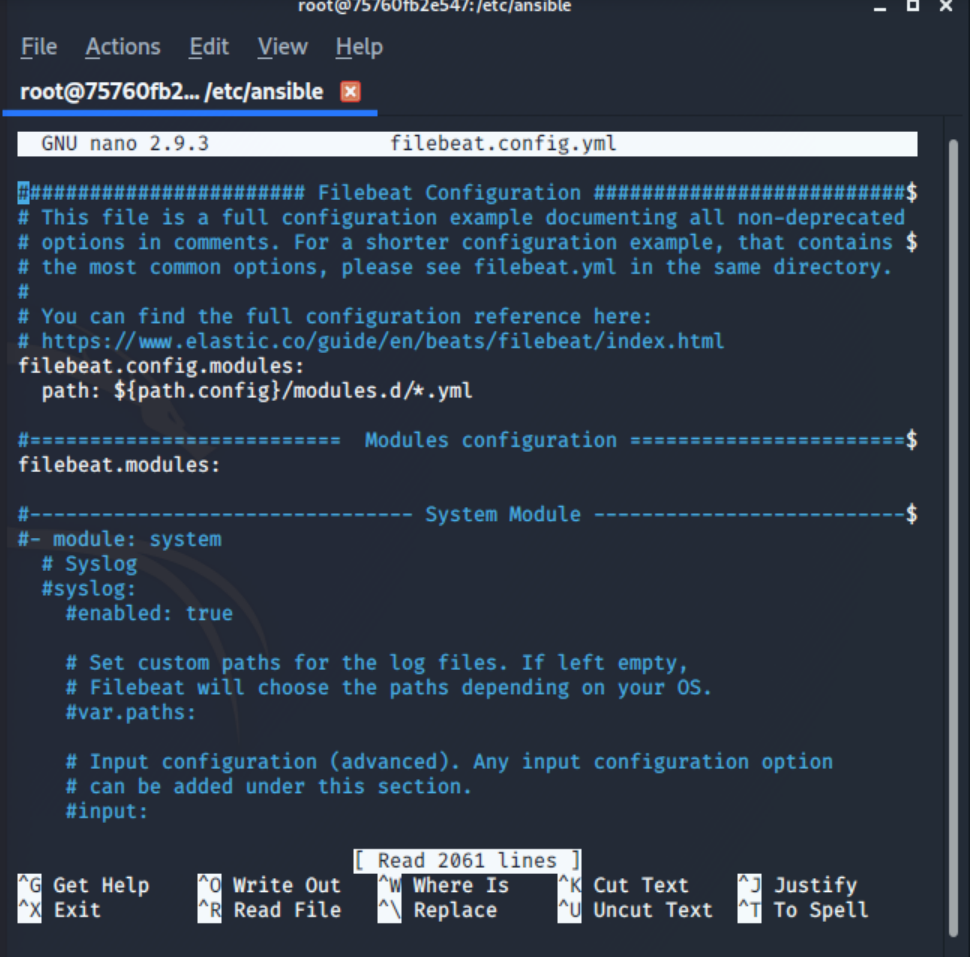 root@75760fb2e547:/etc/ansible
File Actions Edit View Help
root@75760fb2... /etc/ansible
GNU nano 2.9.3 filebeat.config.yml
######################## Filebeat Configuration ##########################$
# This file is a full configuration example documenting all non-deprecated
# options in comments. For a shorter configuration example, that contains $
# the most common options, please see filebeat.yml in the same directory.
#
# You can find the full configuration reference here:
# https://www.elastic.co/guide/en/beats/filebeat/index.html
filebeat.config.modules:
  path: ${path.config}/modules.d/*.yml
#========================== Modules configuration =======================$
filebeat.modules:
#-------------------------------- System Module --------------------------$
#- module: system
  # Syslog
  #syslog:
    #enabled: true
    # Set custom paths for the log files. If left empty,
    # Filebeat will choose the paths depending on your OS.
    #var.paths:
    # Input configuration (advanced). Any input configuration option
    # can be added under this section.
    #input:
[ Read 2061 lines ]
^G Get Help ^O Write Out ^W Where Is ^K Cut Text ^J Justify
^X Exit ^R Read File ^\ Replace ^U Uncut Text ^T To Spell